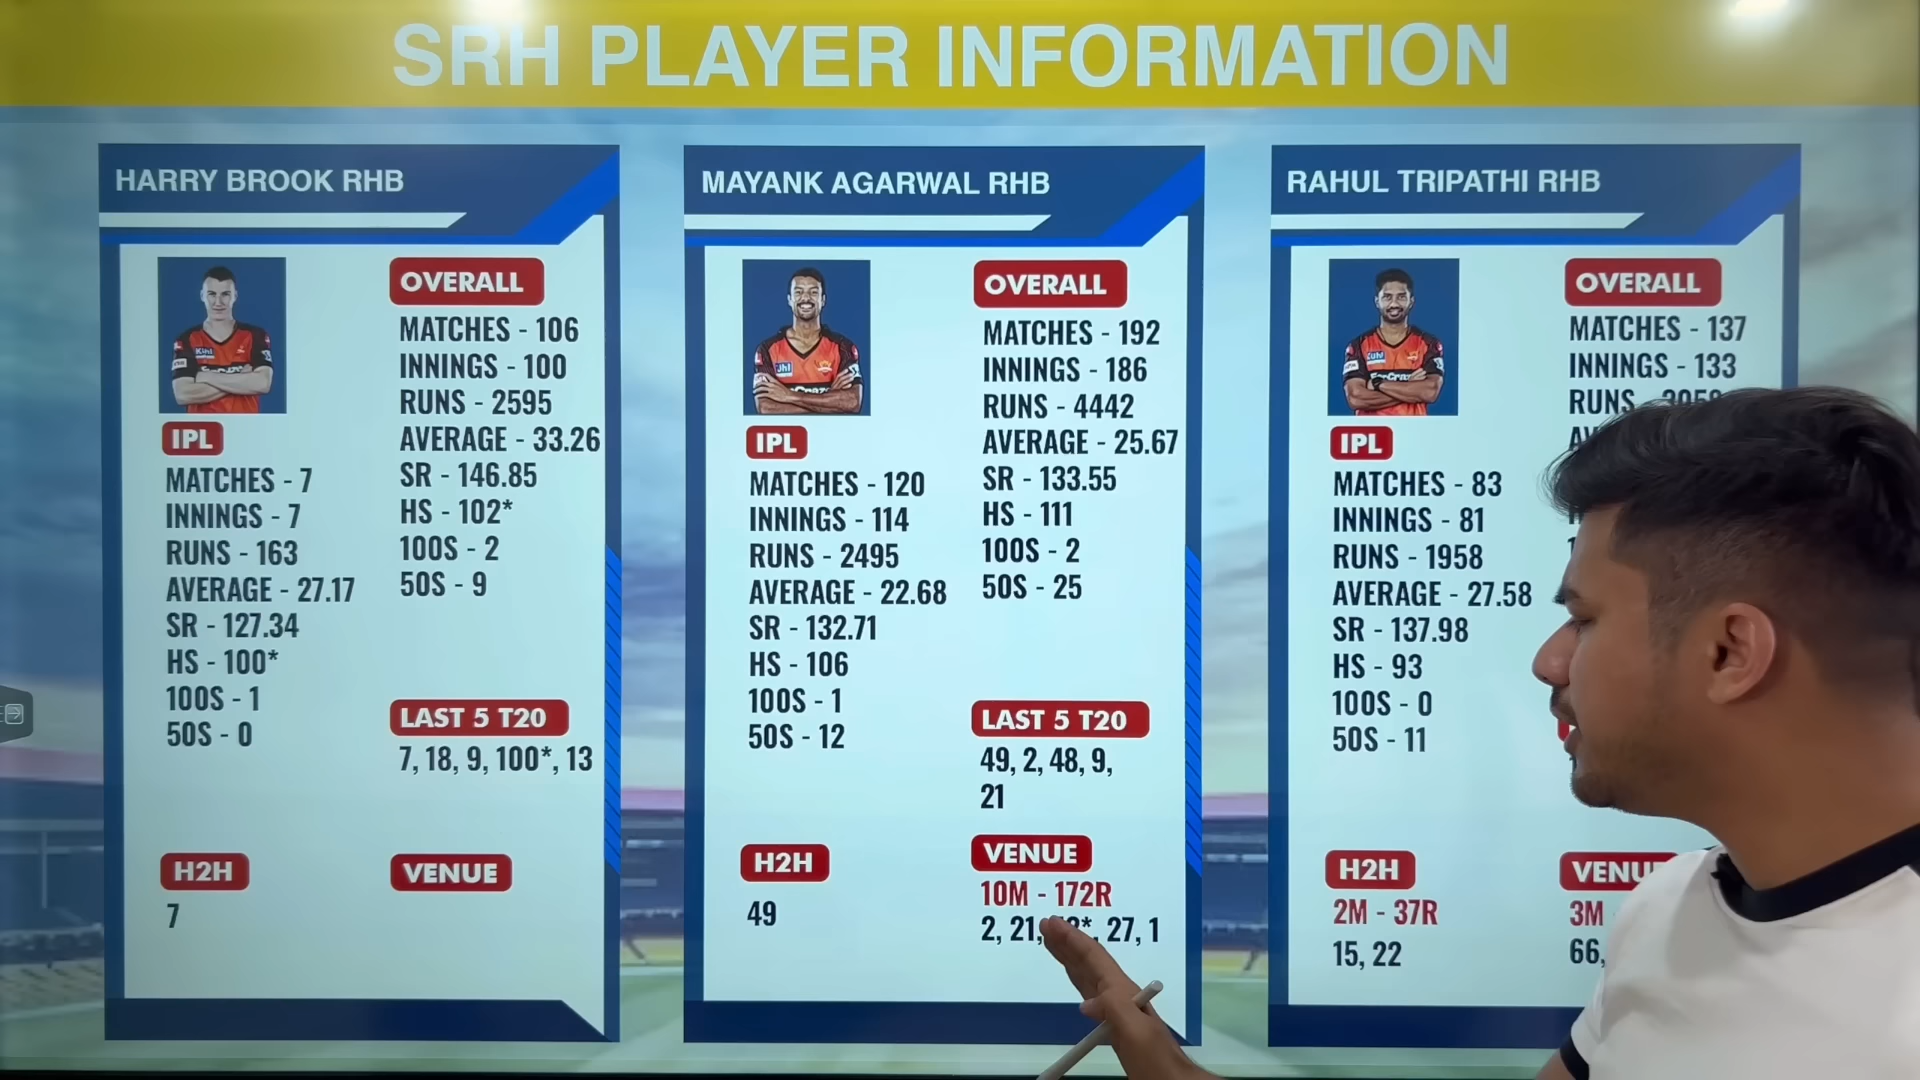 SRH PLAYER INFORMATION
HARRY BROOK RHB
OVERALL
MATCHES - 106
INNINGS - 100
RUNS - 2595
AVERAGE - 33.26
SR - 146.85
HS - 102*
100S - 2
50S - 9
IPL
MATCHES - 7
INNINGS - 7
RUNS - 163
AVERAGE - 27.17
SR - 127.34
HS - 100*
100S - 1
50S - 0
LAST 5 T20
7, 18, 9, 100*, 13
H2H
7
VENUE
MAYANK AGARWAL RHB
OVERALL
MATCHES - 192
INNINGS - 186
RUNS - 4442
AVERAGE - 25.67
SR - 133.55
HS - 111
100S - 2
50S - 25
IPL
MATCHES - 120
INNINGS - 114
RUNS - 2495
AVERAGE - 22.68
SR - 132.71
HS - 106
100S - 1
50S - 12
LAST 5 T20
49, 2, 48, 9,
21
H2H
49
VENUE
10M - 172R
2, 21, 27, 1
RAHUL TRIPATHI RHB
OVERALL
MATCHES - 137
INNINGS - 133
RUNS
IPL
MATCHES - 83
INNINGS - 81
RUNS - 1958
AVERAGE - 27.58
SR - 137.98
HS - 93
100S - 0
50S - 11
H2H
2M - 37R
15, 22
3M
66,